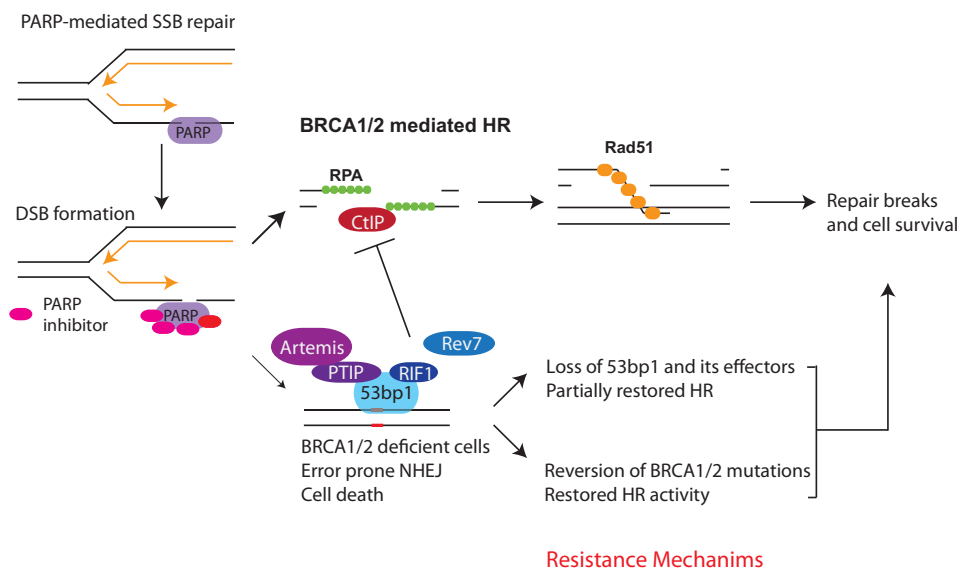 PARP-mediated SSB repair
PARP
DSB formation
PARP
PARP
inhibitor
BRCA1/2 mediated HR
RPA
CtIP
Rad51
Repair breaks
and cell survival
Artemis
Rev7
PTIP
RIF1
53bp1
BRCA1/2 deficient cells
Error prone NHEJ
Cell death
Loss of 53bp1 and its effectors
Partially restored HR
Reversion of BRCA1/2 mutations
Restored HR activity
Resistance Mechanims